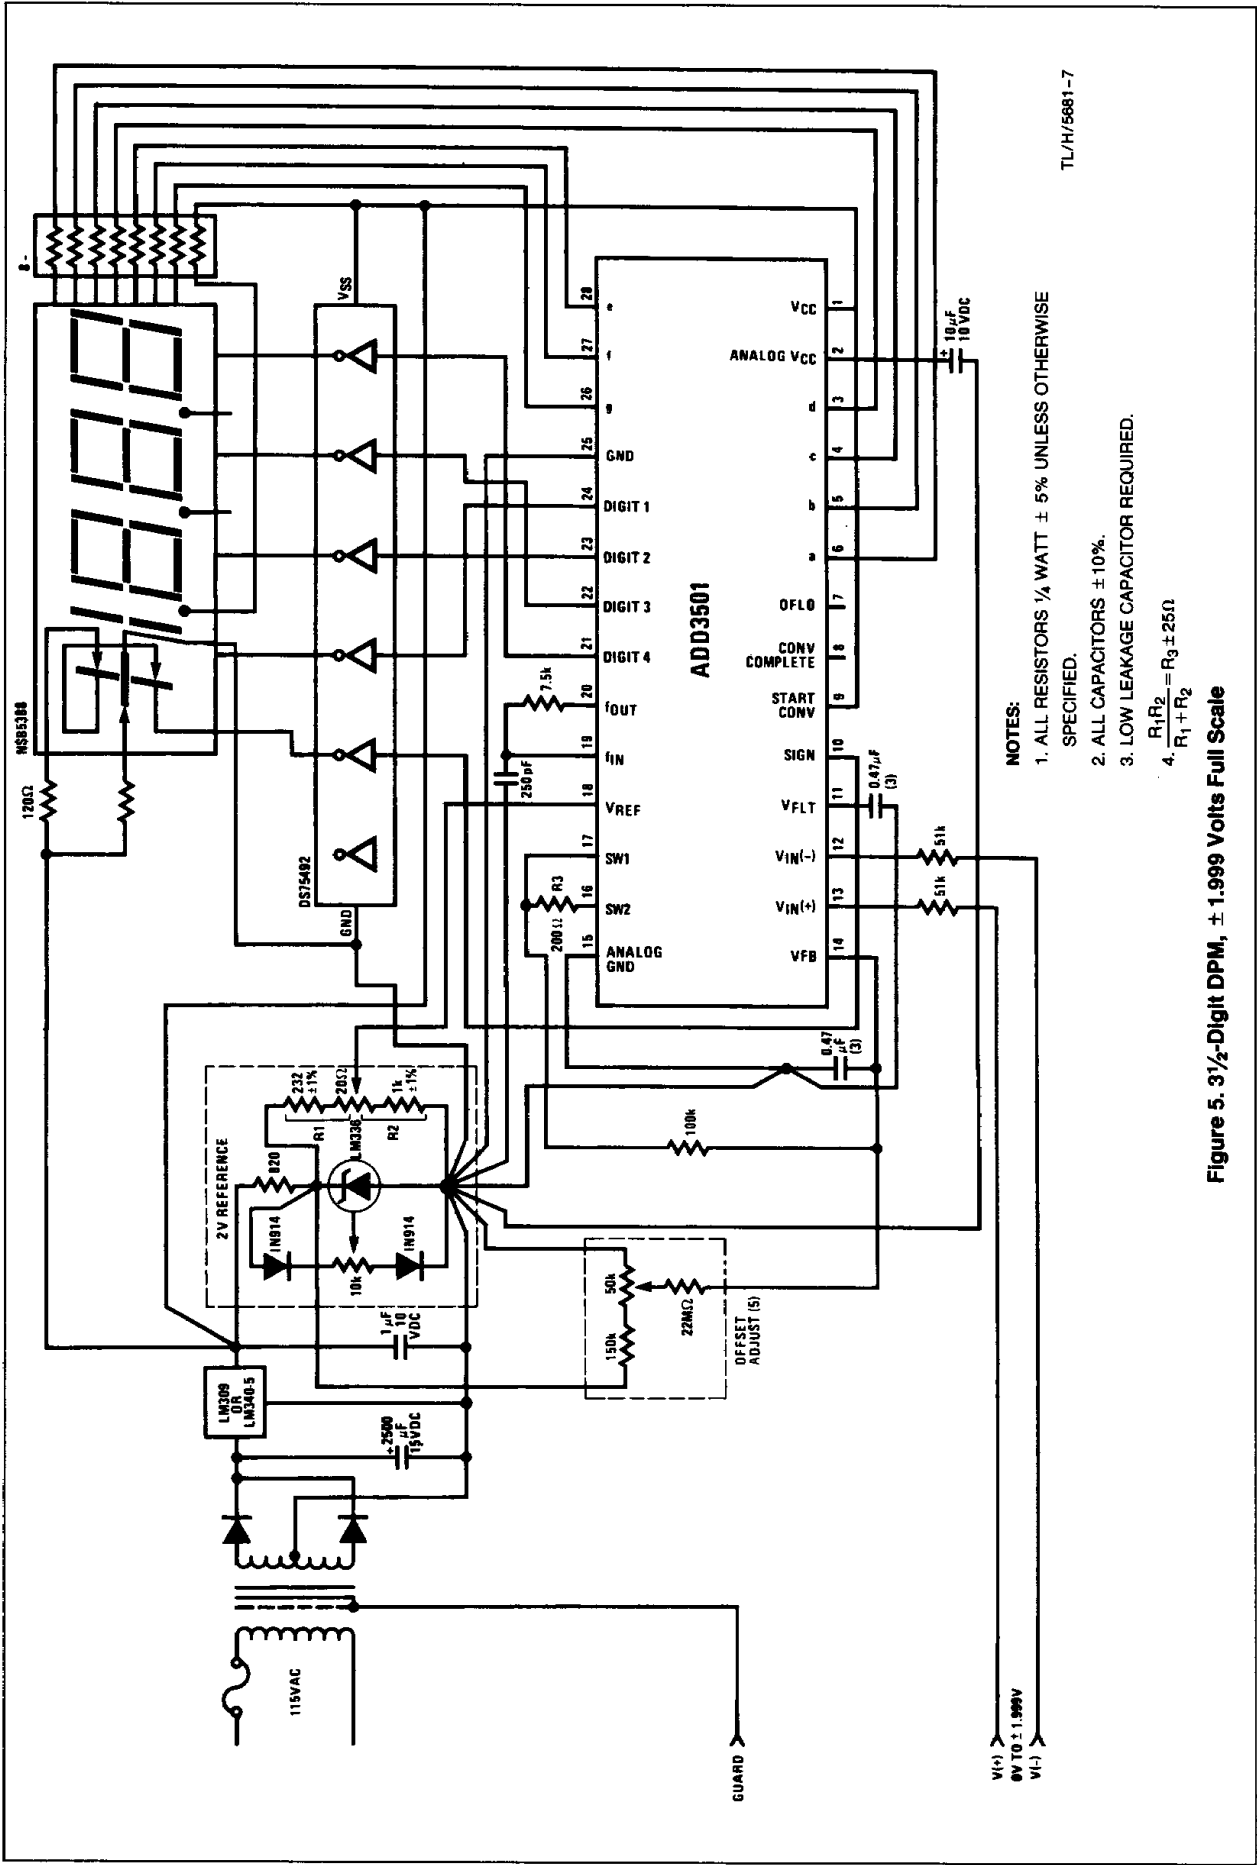 NSB5388
8 -
120Ω
DS75492
GND
VSS
2V REFERENCE
820
232
±1%
20Ω
1k
±1%
R1
R2
LM336
IN914
10k
IN914
LM309
OR
LM340-5
1 µF
10
VDC
+2500
µF
15VDC
115VAC
GUARD
V(+)
0V TO ± 1.999V
V(-)
OFFSET
ADJUST (5)
150k
50k
22MΩ
100k
250 pF
7.5k
R3
200 Ω
0.47
µF
(3)
0.47µF
(3)
51k
51k
+
10µF
10 VDC
ADD3501
28 e
27 f
26 g
25 GND
24 DIGIT 1
23 DIGIT 2
22 DIGIT 3
21 DIGIT 4
20 fOUT
19 fIN
18 VREF
17 SW1
16 SW2
15 ANALOG
GND
VCC 1
ANALOG VCC 2
d 3
c 4
b 5
a 6
OFLO 7
CONV
COMPLETE 8
START
CONV 9
SIGN 10
VFLT 11
VIN(-) 12
VIN(+) 13
VFB 14
NOTES:
1. ALL RESISTORS ¼ WATT ± 5% UNLESS OTHERWISE
SPECIFIED.
2. ALL CAPACITORS ±10%.
3. LOW LEAKAGE CAPACITOR REQUIRED.
4. R1R2 / R1 + R2 = R3 ± 25Ω
TL/H/5681-7
Figure 5. 3½-Digit DPM, ± 1.999 Volts Full Scale